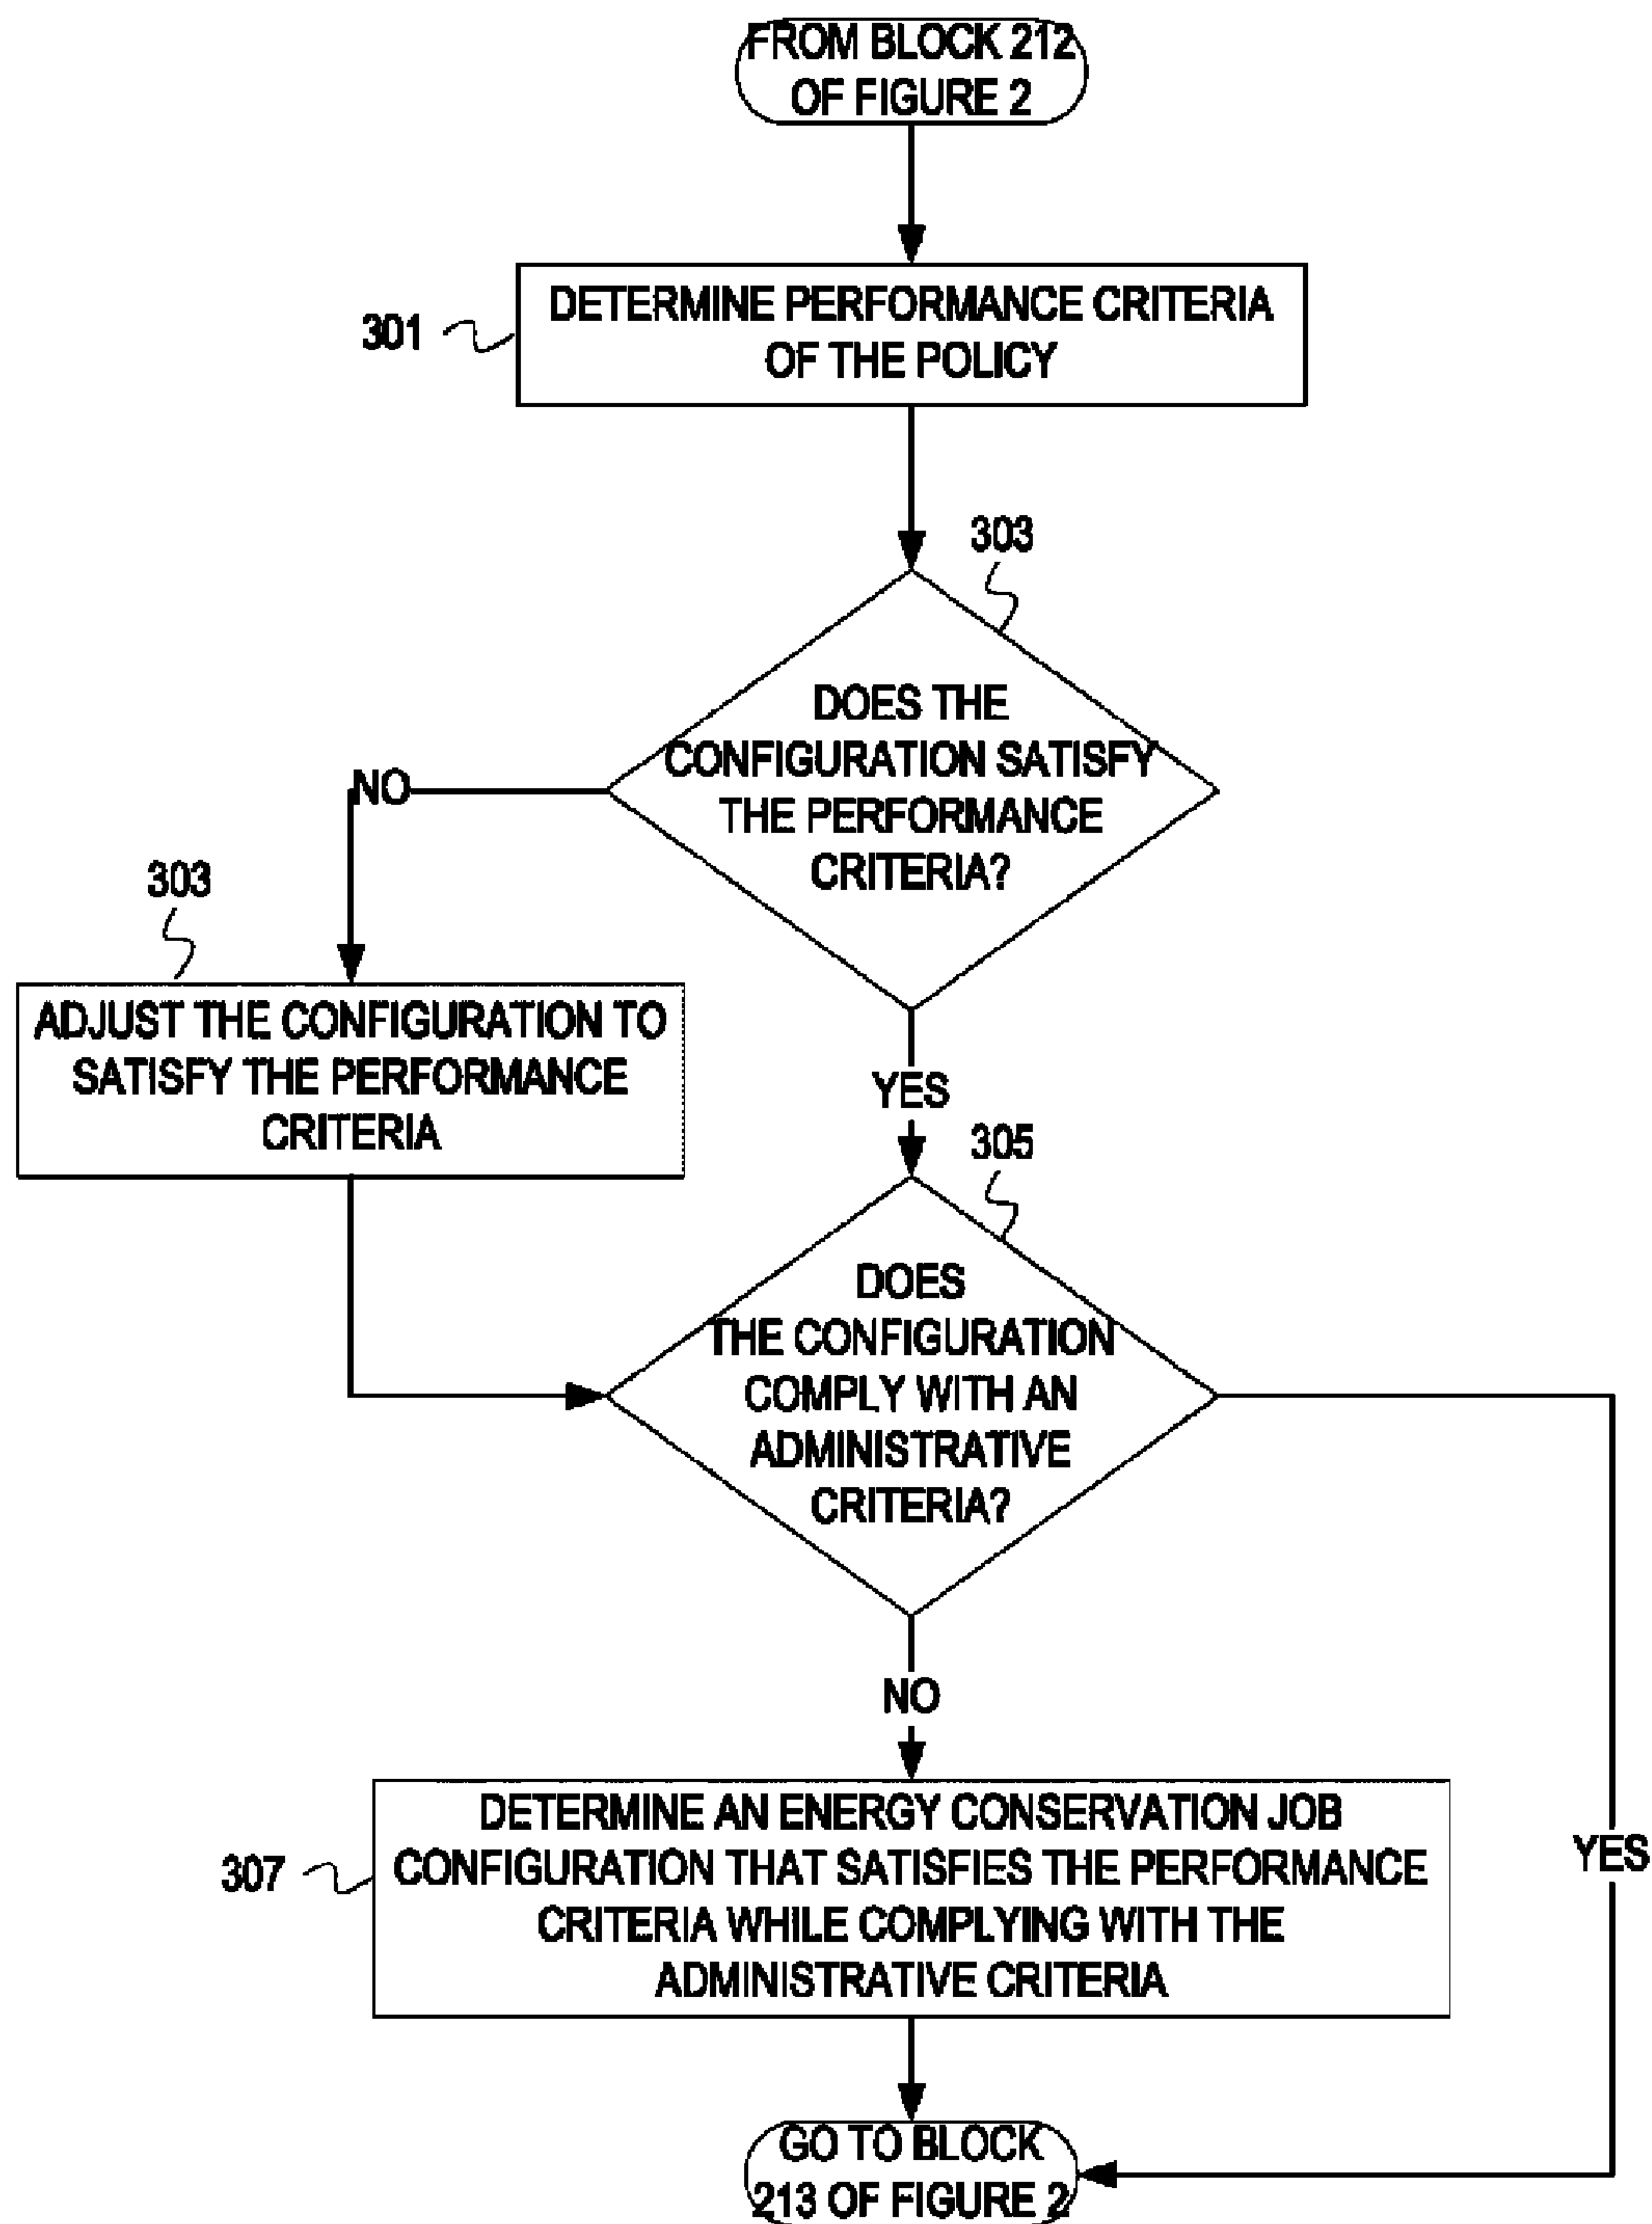 FROM BLOCK 212
OF FIGURE 2
301
DETERMINE PERFORMANCE CRITERIA
OF THE POLICY
303
DOES THE
CONFIGURATION SATISFY
THE PERFORMANCE
CRITERIA?
NO
303
ADJUST THE CONFIGURATION TO
SATISFY THE PERFORMANCE
CRITERIA
YES
305
DOES
THE CONFIGURATION
COMPLY WITH AN
ADMINISTRATIVE
CRITERIA?
NO
YES
307
DETERMINE AN ENERGY CONSERVATION JOB
CONFIGURATION THAT SATISFIES THE PERFORMANCE
CRITERIA WHILE COMPLYING WITH THE
ADMINISTRATIVE CRITERIA
GO TO BLOCK
213 OF FIGURE 2